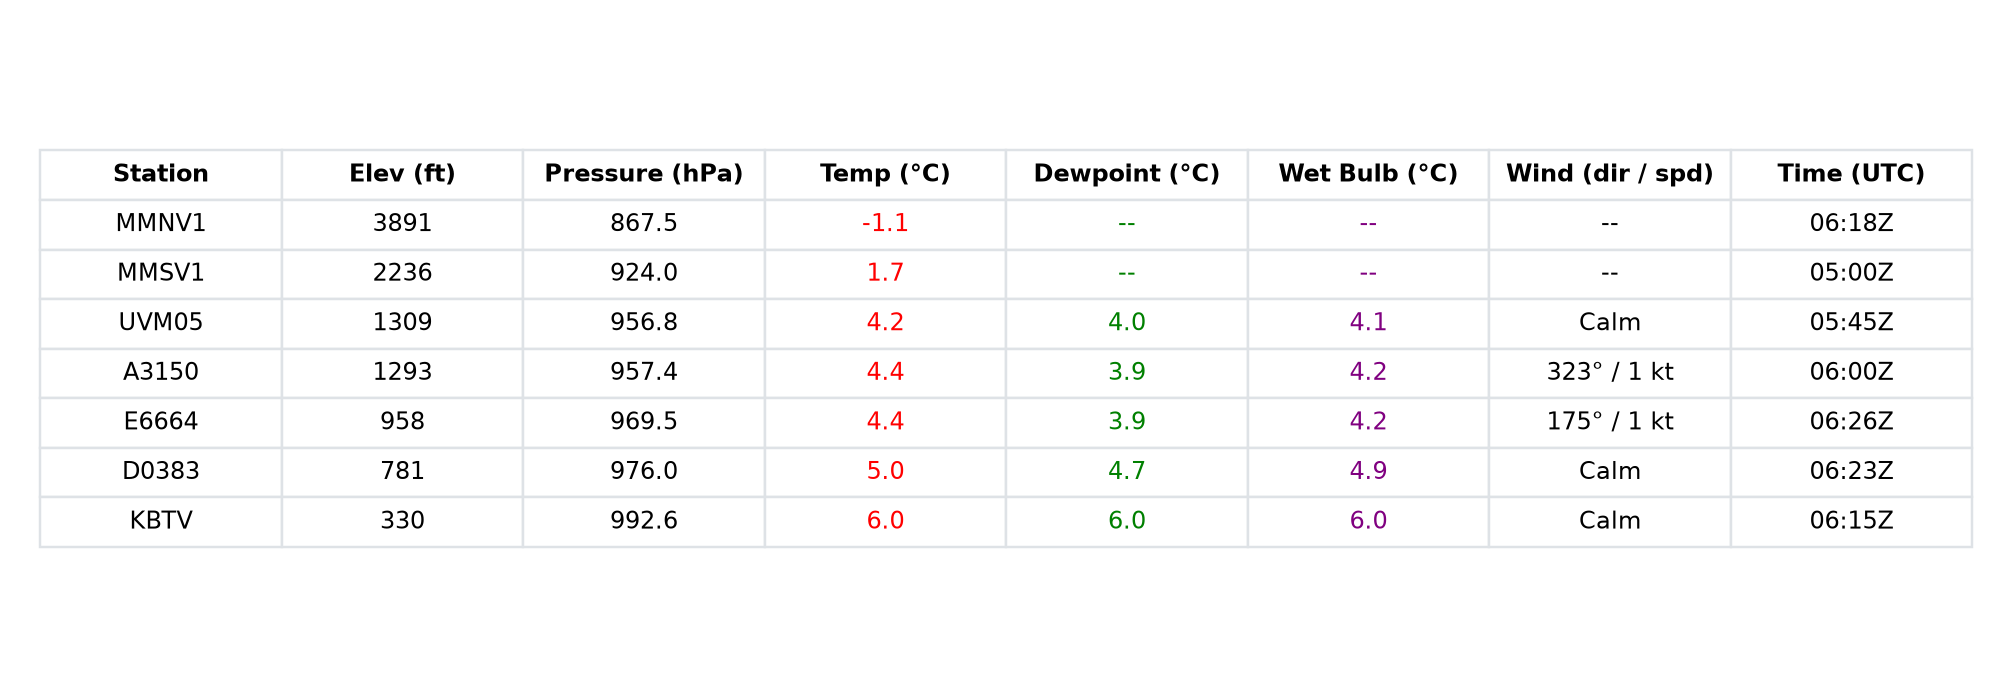 Station Elev (ft) Pressure (hPa) Temp (°C) Dewpoint (°C) Wet Bulb (°C) Wind (dir / spd) Time (UTC)
MMNV1 3891 867.5 -1.1 -- -- -- 06:18Z
MMSV1 2236 924.0 1.7 -- -- -- 05:00Z
UVM05 1309 956.8 4.2 4.0 4.1 Calm 05:45Z
A3150 1293 957.4 4.4 3.9 4.2 323° / 1 kt 06:00Z
E6664 958 969.5 4.4 3.9 4.2 175° / 1 kt 06:26Z
D0383 781 976.0 5.0 4.7 4.9 Calm 06:23Z
KBTV 330 992.6 6.0 6.0 6.0 Calm 06:15Z